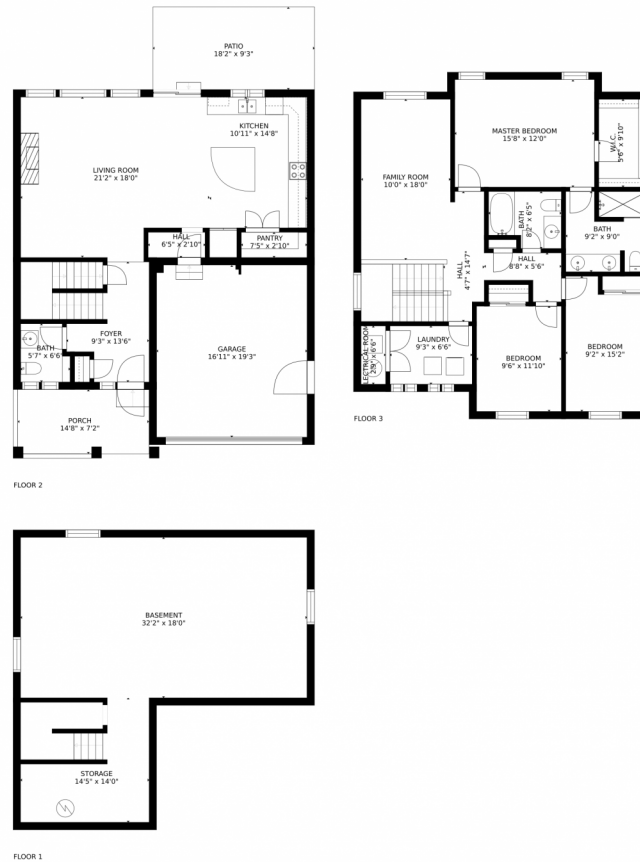 PATIO
18'2" x 9'3"
KITCHEN
10'11" x 14'8"
LIVING ROOM
21'2" x 18'0"
HALL
6'5" x 2'10"
PANTRY
7'5" x 2'10"
FOYER
9'3" x 13'6"
BATH
5'7" x 6'6"
GARAGE
16'11" x 19'3"
PORCH
14'8" x 7'2"
FLOOR 2
MASTER BEDROOM
15'8" x 12'0"
W.I.C.
5'6" x 9'10"
FAMILY ROOM
10'0" x 18'0"
BATH
8'2" x 6'5"
BATH
9'2" x 9'0"
HALL
4'7" x 14'7"
HALL
8'8" x 5'6"
ELECTRICAL ROOM
LAUNDRY
9'3" x 6'6"
BEDROOM
9'6" x 11'10"
BEDROOM
9'2" x 15'2"
FLOOR 3
BASEMENT
32'2" x 18'0"
STORAGE
14'5" x 14'0"
FLOOR 1